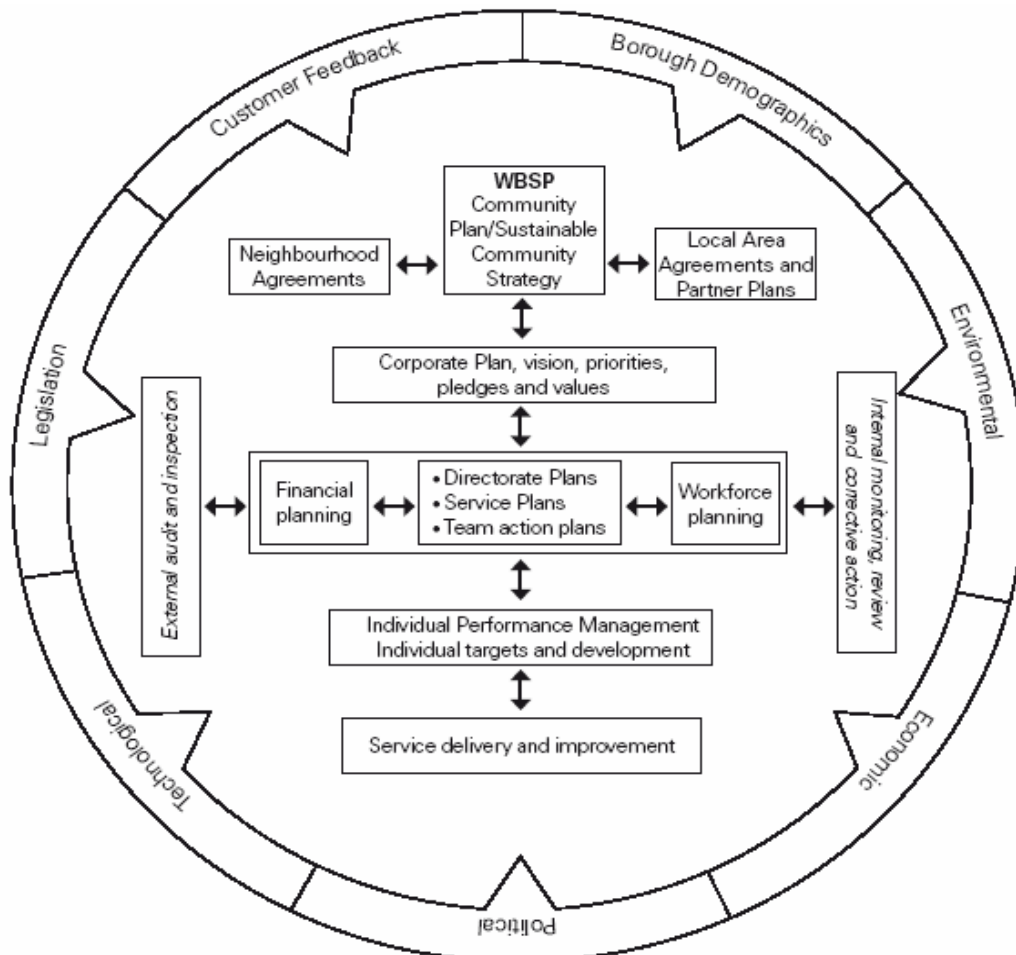 Customer Feedback
Borough Demographics
Legislation
Environmental
Technological
Economic
Political
WBSP
Community
Plan/Sustainable
Community
Strategy
Neighbourhood
Agreements
Local Area
Agreements and
Partner Plans
Corporate Plan, vision, priorities,
pledges and values
External audit and inspection
Financial
planning
• Directorate Plans
• Service Plans
• Team action plans
Workforce
planning
Internal monitoring, review
and corrective action
Individual Performance Management
Individual targets and development
Service delivery and improvement